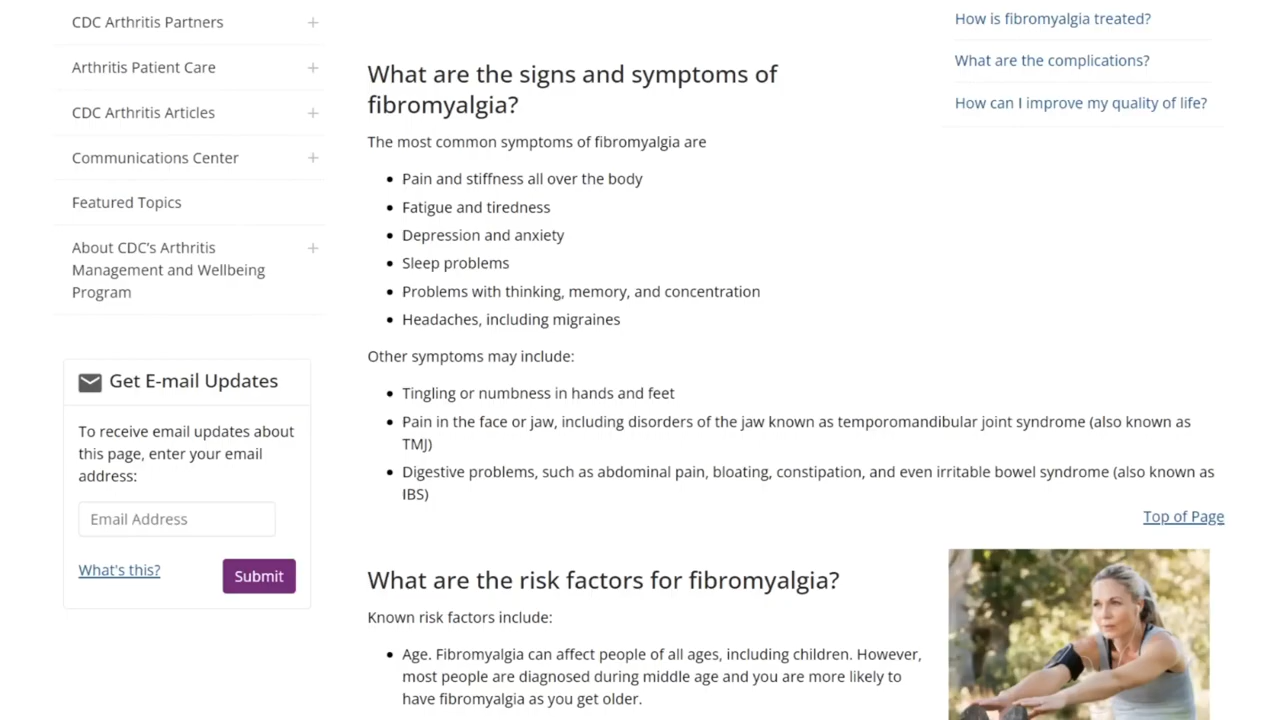 CDC Arthritis Partners
Arthritis Patient Care
CDC Arthritis Articles
Communications Center
Featured Topics
About CDC’s Arthritis
Management and Wellbeing
Program
Get E-mail Updates
To receive email updates about
this page, enter your email
address:
Email Address
What's this?
Submit
What are the signs and symptoms of
fibromyalgia?
The most common symptoms of fibromyalgia are
Pain and stiffness all over the body
Fatigue and tiredness
Depression and anxiety
Sleep problems
Problems with thinking, memory, and concentration
Headaches, including migraines
Other symptoms may include:
Tingling or numbness in hands and feet
Pain in the face or jaw, including disorders of the jaw known as temporomandibular joint syndrome (also known as
TMJ)
Digestive problems, such as abdominal pain, bloating, constipation, and even irritable bowel syndrome (also known as
IBS)
Top of Page
What are the risk factors for fibromyalgia?
Known risk factors include:
Age. Fibromyalgia can affect people of all ages, including children. However,
most people are diagnosed during middle age and you are more likely to
have fibromyalgia as you get older.
How is fibromyalgia treated?
What are the complications?
How can I improve my quality of life?